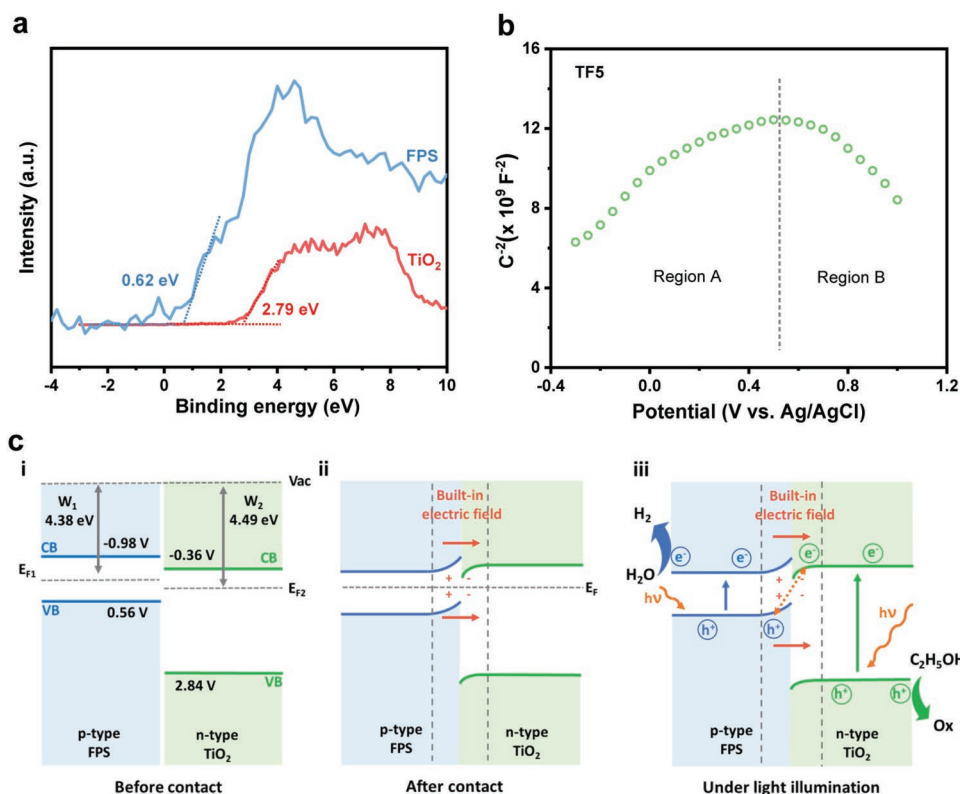 a
Intensity (a.u.)
FPS
TiO₂
0.62 eV
2.79 eV
-4 -2 0 2 4 6 8 10
Binding energy (eV)
b
TF5
C⁻²(x 10⁹ F⁻²)
16
12
8
4
0
Region A
Region B
-0.4 0.0 0.4 0.8 1.2
Potential (V vs. Ag/AgCl)
c
i
Vac
W₁
4.38 eV
W₂
4.49 eV
-0.98 V
-0.36 V
CB
CB
E_F1
E_F2
VB
0.56 V
2.84 V
VB
p-type
FPS
n-type
TiO₂
Before contact
ii
Built-in
electric field
+ -
+ -
E_F
p-type
FPS
n-type
TiO₂
After contact
iii
Built-in
electric field
H₂
H₂O
e⁻ e⁻ e⁻ e⁻
+ -
+ -
hν
h⁺ h⁺
hν
C₂H₅OH
h⁺ h⁺
Ox
p-type
FPS
n-type
TiO₂
Under light illumination